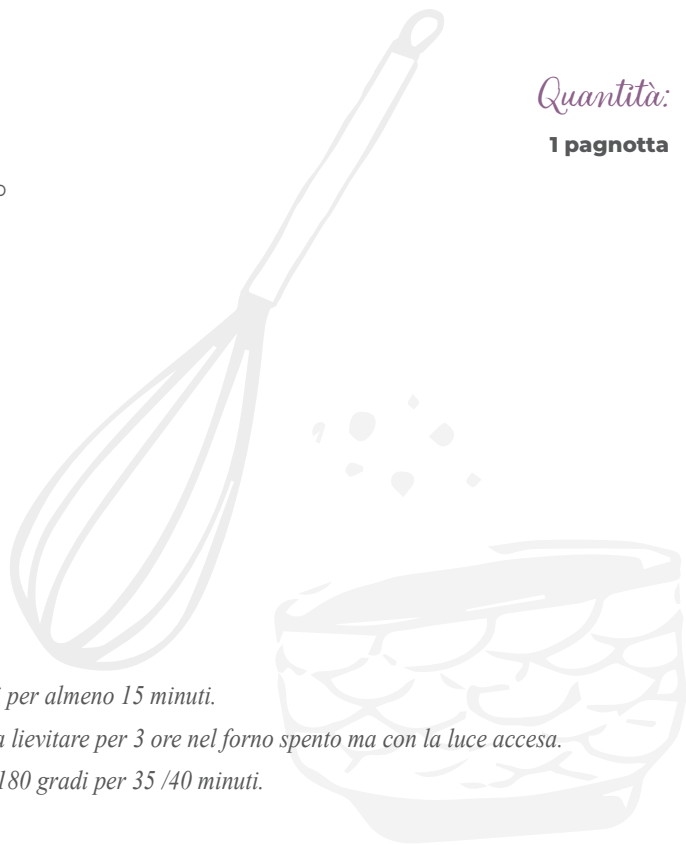 Quantità:
1 pagnotta
o
per almeno 15 minuti.
a lievitare per 3 ore nel forno spento ma con la luce accesa.
180 gradi per 35 /40 minuti.